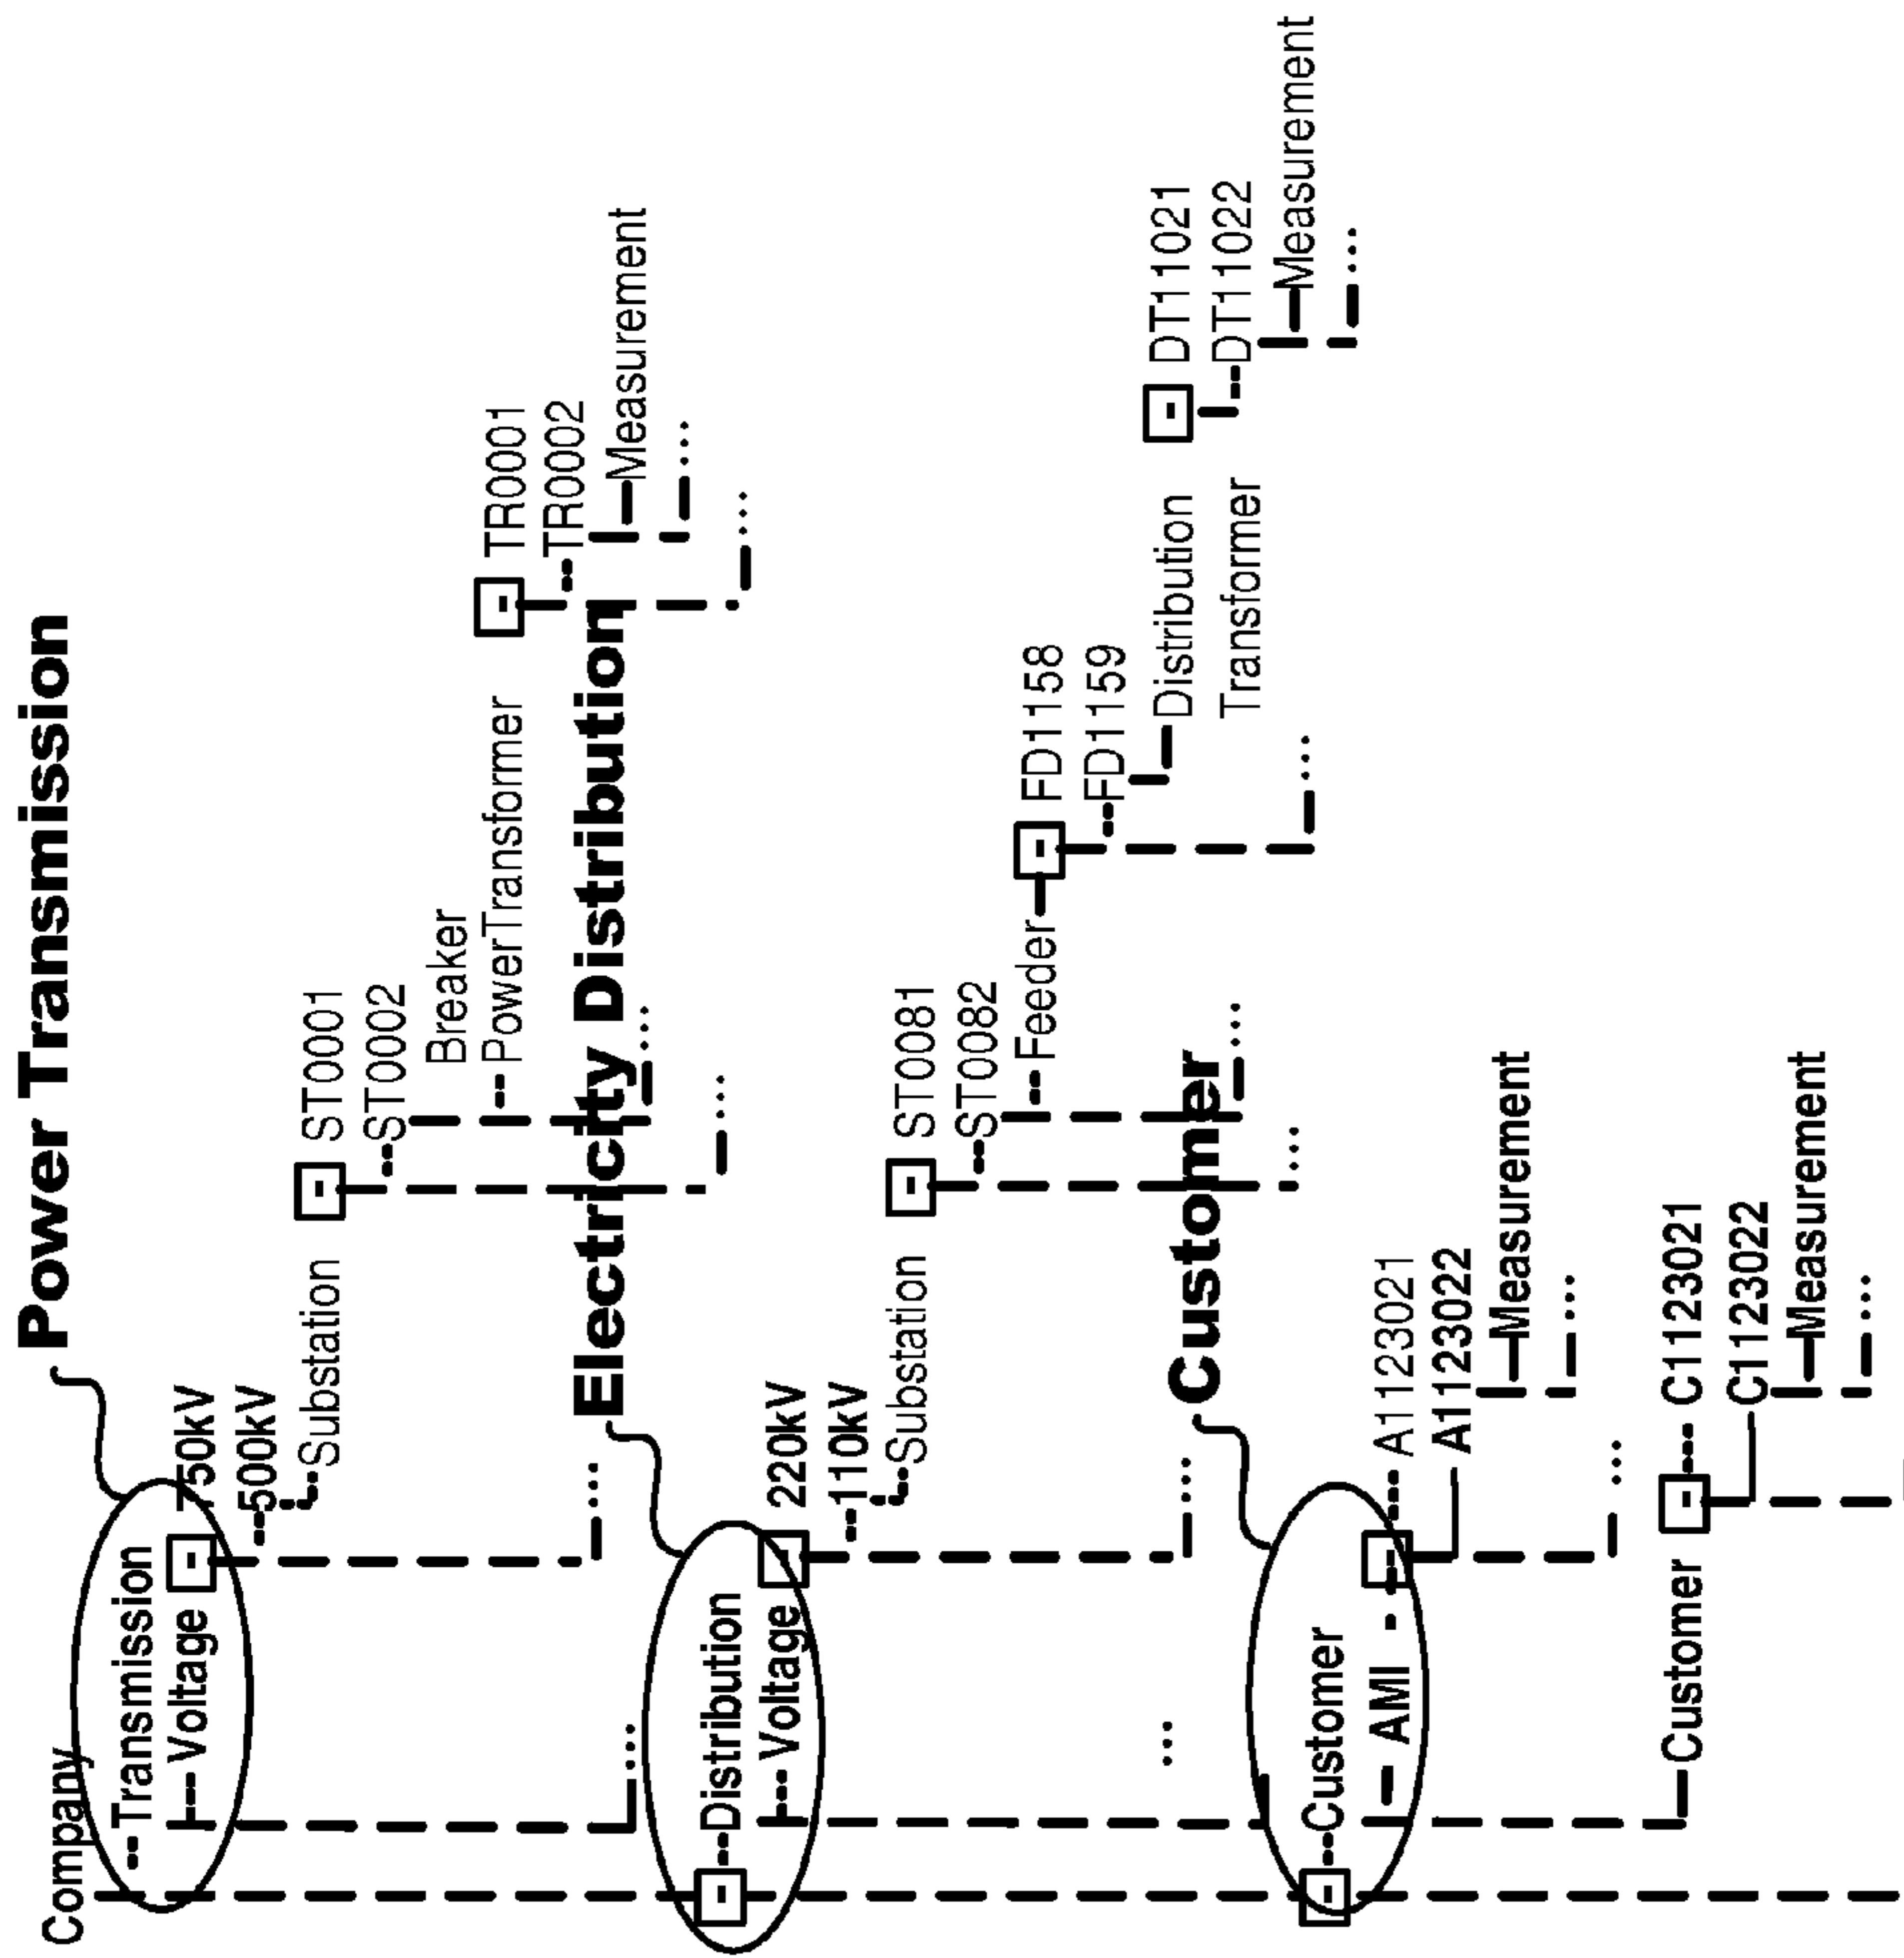 Power Transmission
Company
Transmission
Voltage
750kV
500kV
Substation
ST0001
ST0002
Breaker
PowerTransformer
TR0001
TR0002
Measurement
....
....
....
....
....
....
Electricity Distribution
Distribution
Voltage
220kV
110kV
Substation
ST0081
ST0082
Feeder
FD1158
FD1159
Distribution
Transformer
DT11021
DT11022
Measurement
....
...
....
....
....
...
Customer
Customer
AMI
A1123021
A1123022
Measurement
...
...
Customer
C1123021
C1123022
Measurement
...